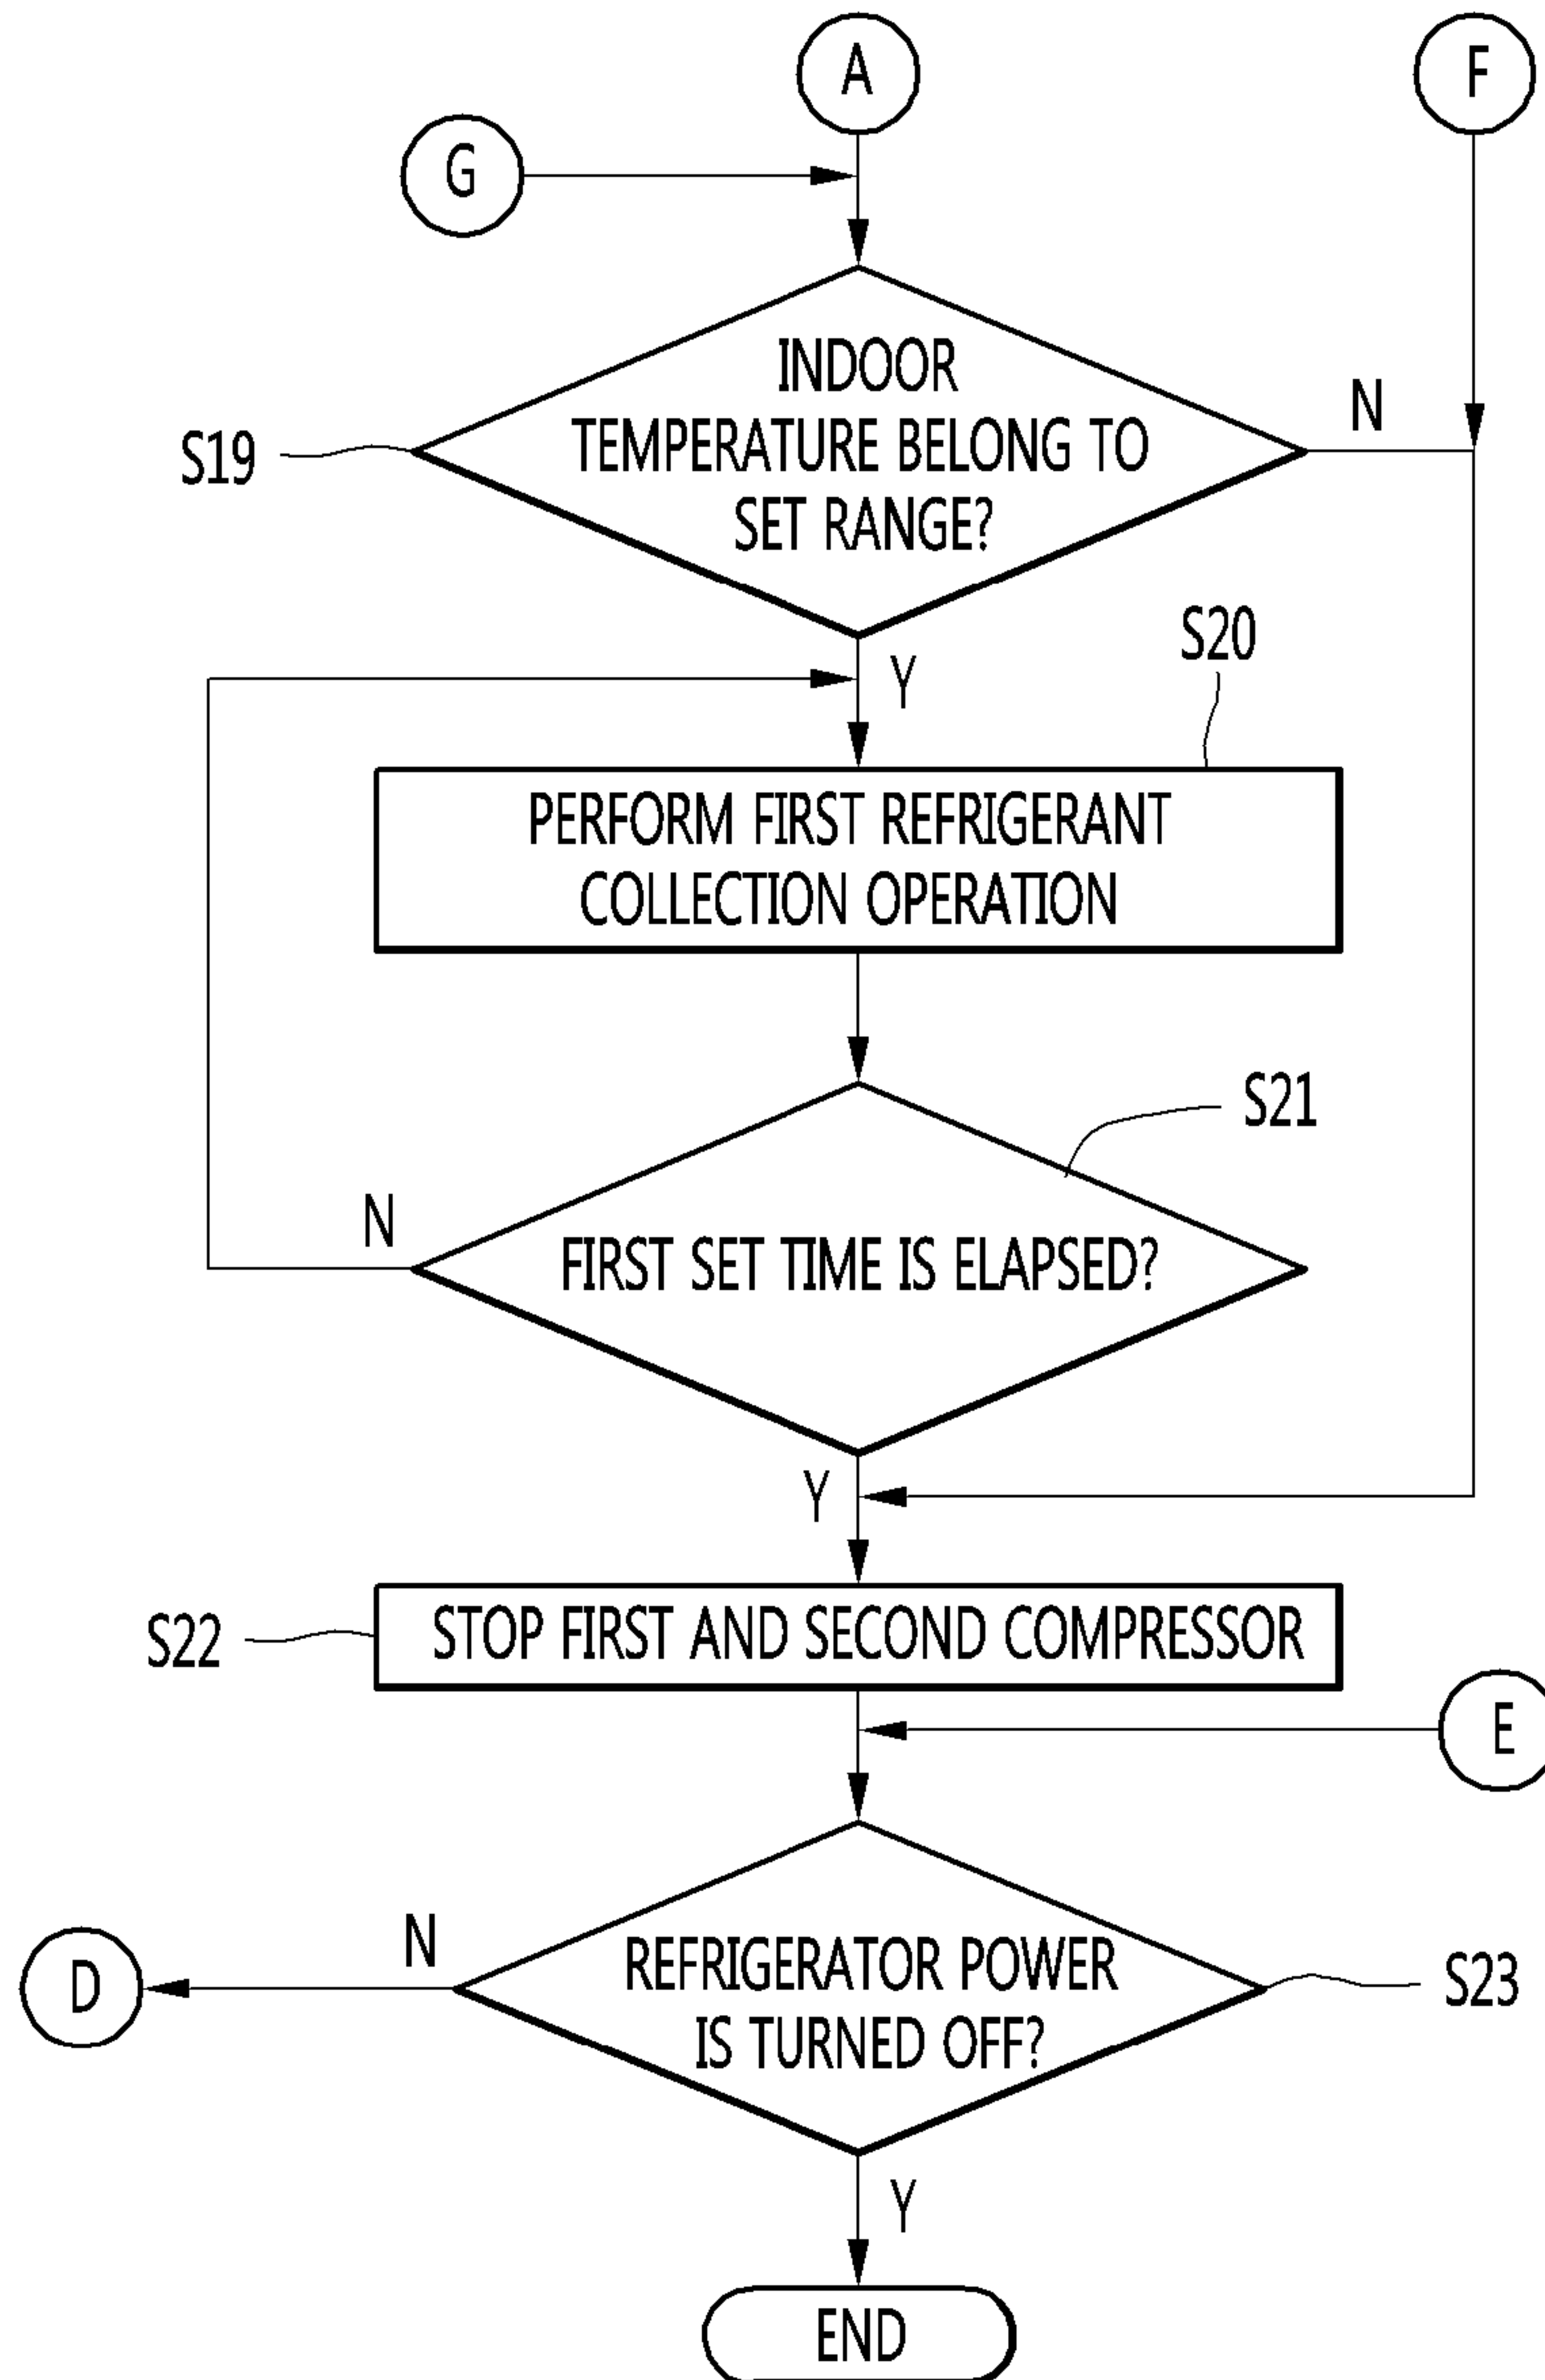 A
F
G
INDOOR
TEMPERATURE BELONG TO
SET RANGE?
S19
N
Y
S20
PERFORM FIRST REFRIGERANT
COLLECTION OPERATION
S21
FIRST SET TIME IS ELAPSED?
N
Y
S22
STOP FIRST AND SECOND COMPRESSOR
E
REFRIGERATOR POWER
IS TURNED OFF?
N
D
S23
Y
END